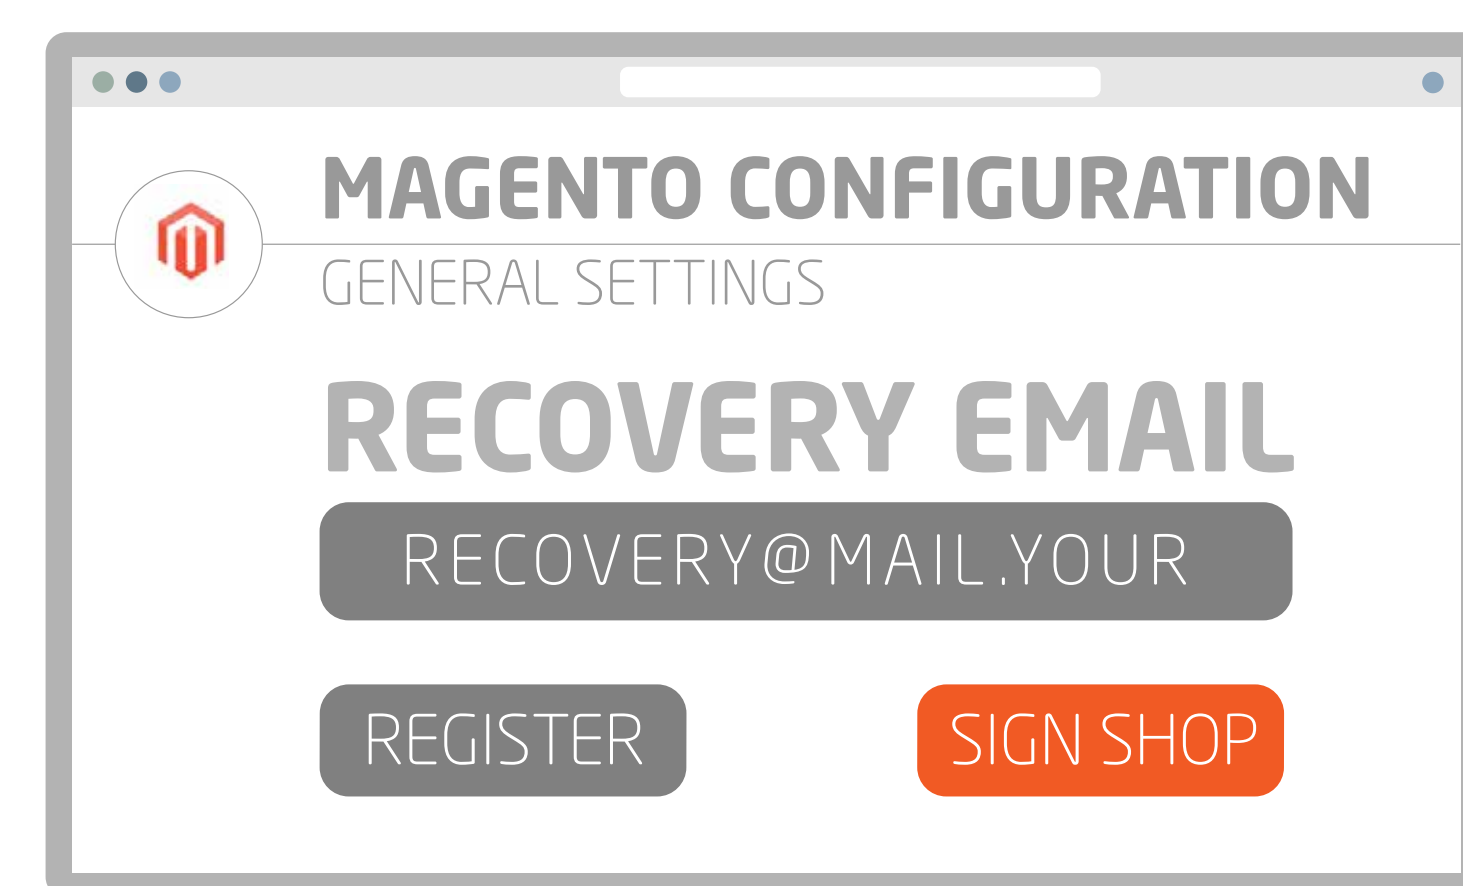 MAGENTO CONFIGURATION
GENERAL SETTINGS
RECOVERY EMAIL
RECOVERY@MAIL.YOUR
REGISTER
SIGN SHOP